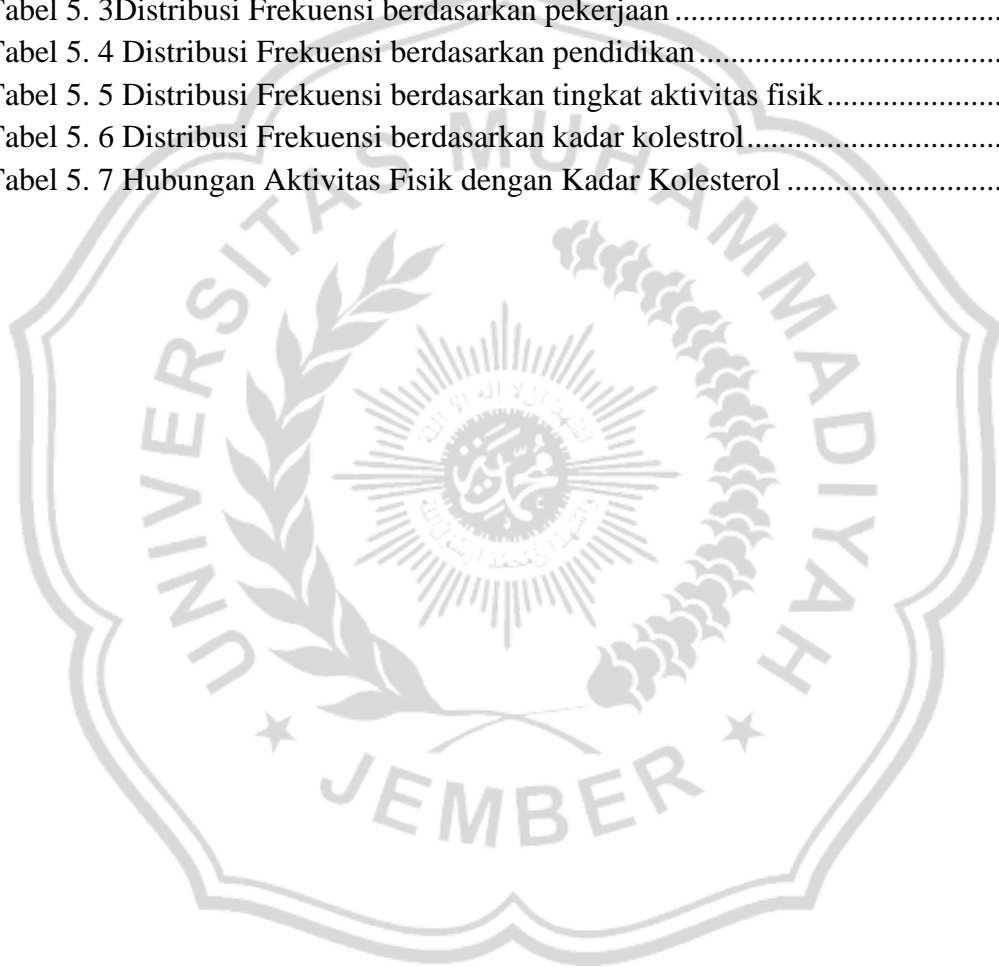 Tabel 5. 3Distribusi Frekuensi berdasarkan pekerjaan ........................................
Tabel 5. 4 Distribusi Frekuensi berdasarkan pendidikan .....................................
Tabel 5. 5 Distribusi Frekuensi berdasarkan tingkat aktivitas fisik .....................
Tabel 5. 6 Distribusi Frekuensi berdasarkan kadar kolestrol ...............................
Tabel 5. 7 Hubungan Aktivitas Fisik dengan Kadar Kolesterol ..........................
UNIVERSITAS MUHAMMADIYAH
JEMBER